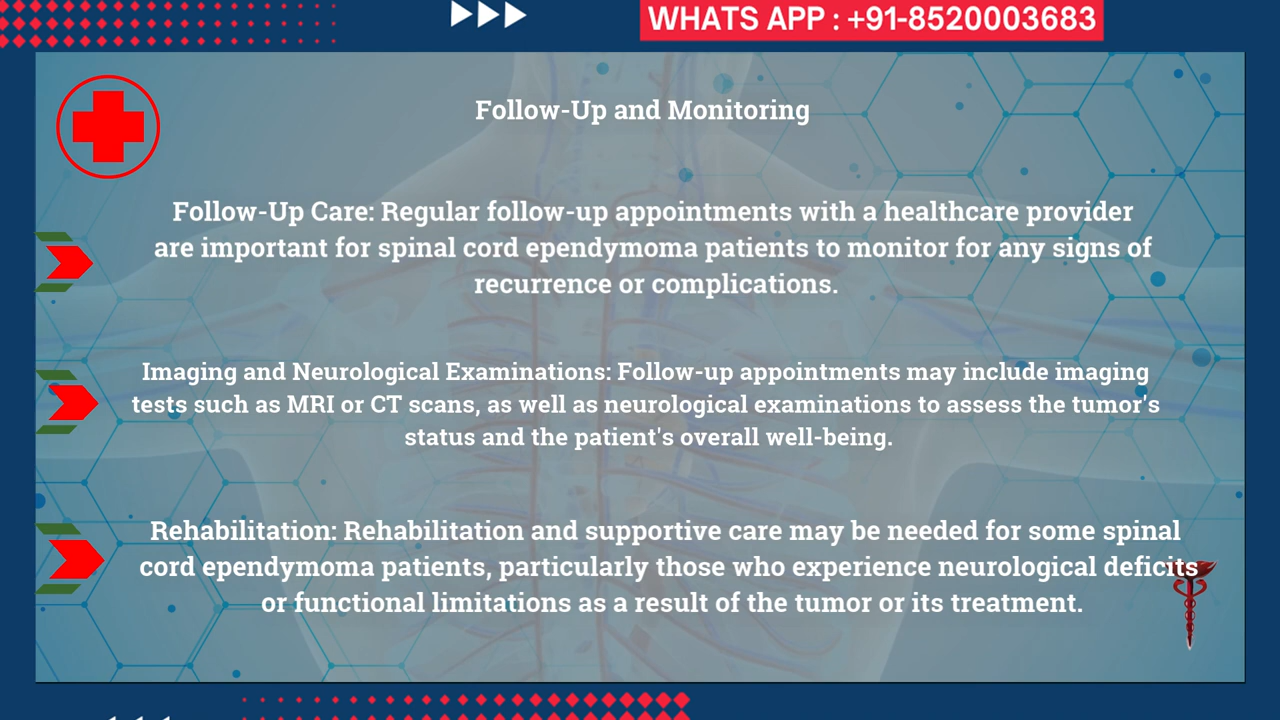 WHATS APP : +91-8520003683
Follow-Up and Monitoring
Follow-Up Care: Regular follow-up appointments with a healthcare provider
are important for spinal cord ependymoma patients to monitor for any signs of
recurrence or complications.
Imaging and Neurological Examinations: Follow-up appointments may include imaging
tests such as MRI or CT scans, as well as neurological examinations to assess the tumor's
status and the patient's overall well-being.
Rehabilitation: Rehabilitation and supportive care may be needed for some spinal
cord ependymoma patients, particularly those who experience neurological deficits
or functional limitations as a result of the tumor or its treatment.